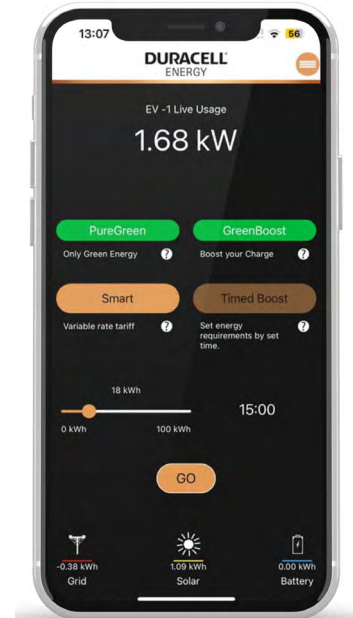 13:07
56
DURACELL
ENERGY
EV -1 Live Usage
1.68 kW
PureGreen
GreenBoost
Only Green Energy ?
Boost your Charge ?
Smart
Timed Boost
Variable rate tariff ?
Set energy ?
requirements by set
time.
18 kWh
15:00
0 kWh
100 kWh
GO
-0.38 kWh
1.09 kWh
0.00 kWh
Grid
Solar
Battery